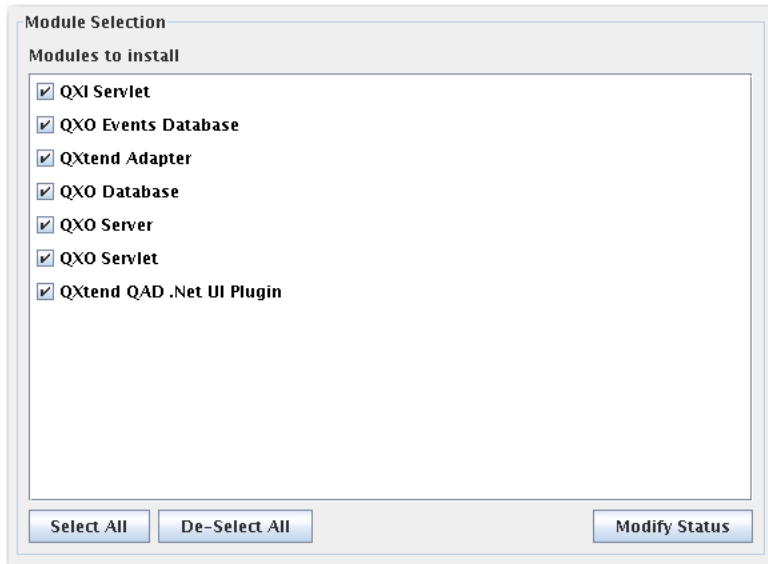 Module Selection
Modules to install
QXI Servlet
QXO Events Database
QXtend Adapter
QXO Database
QXO Server
QXO Servlet
QXtend QAD .Net UI Plugin
Select All
De-Select All
Modify Status